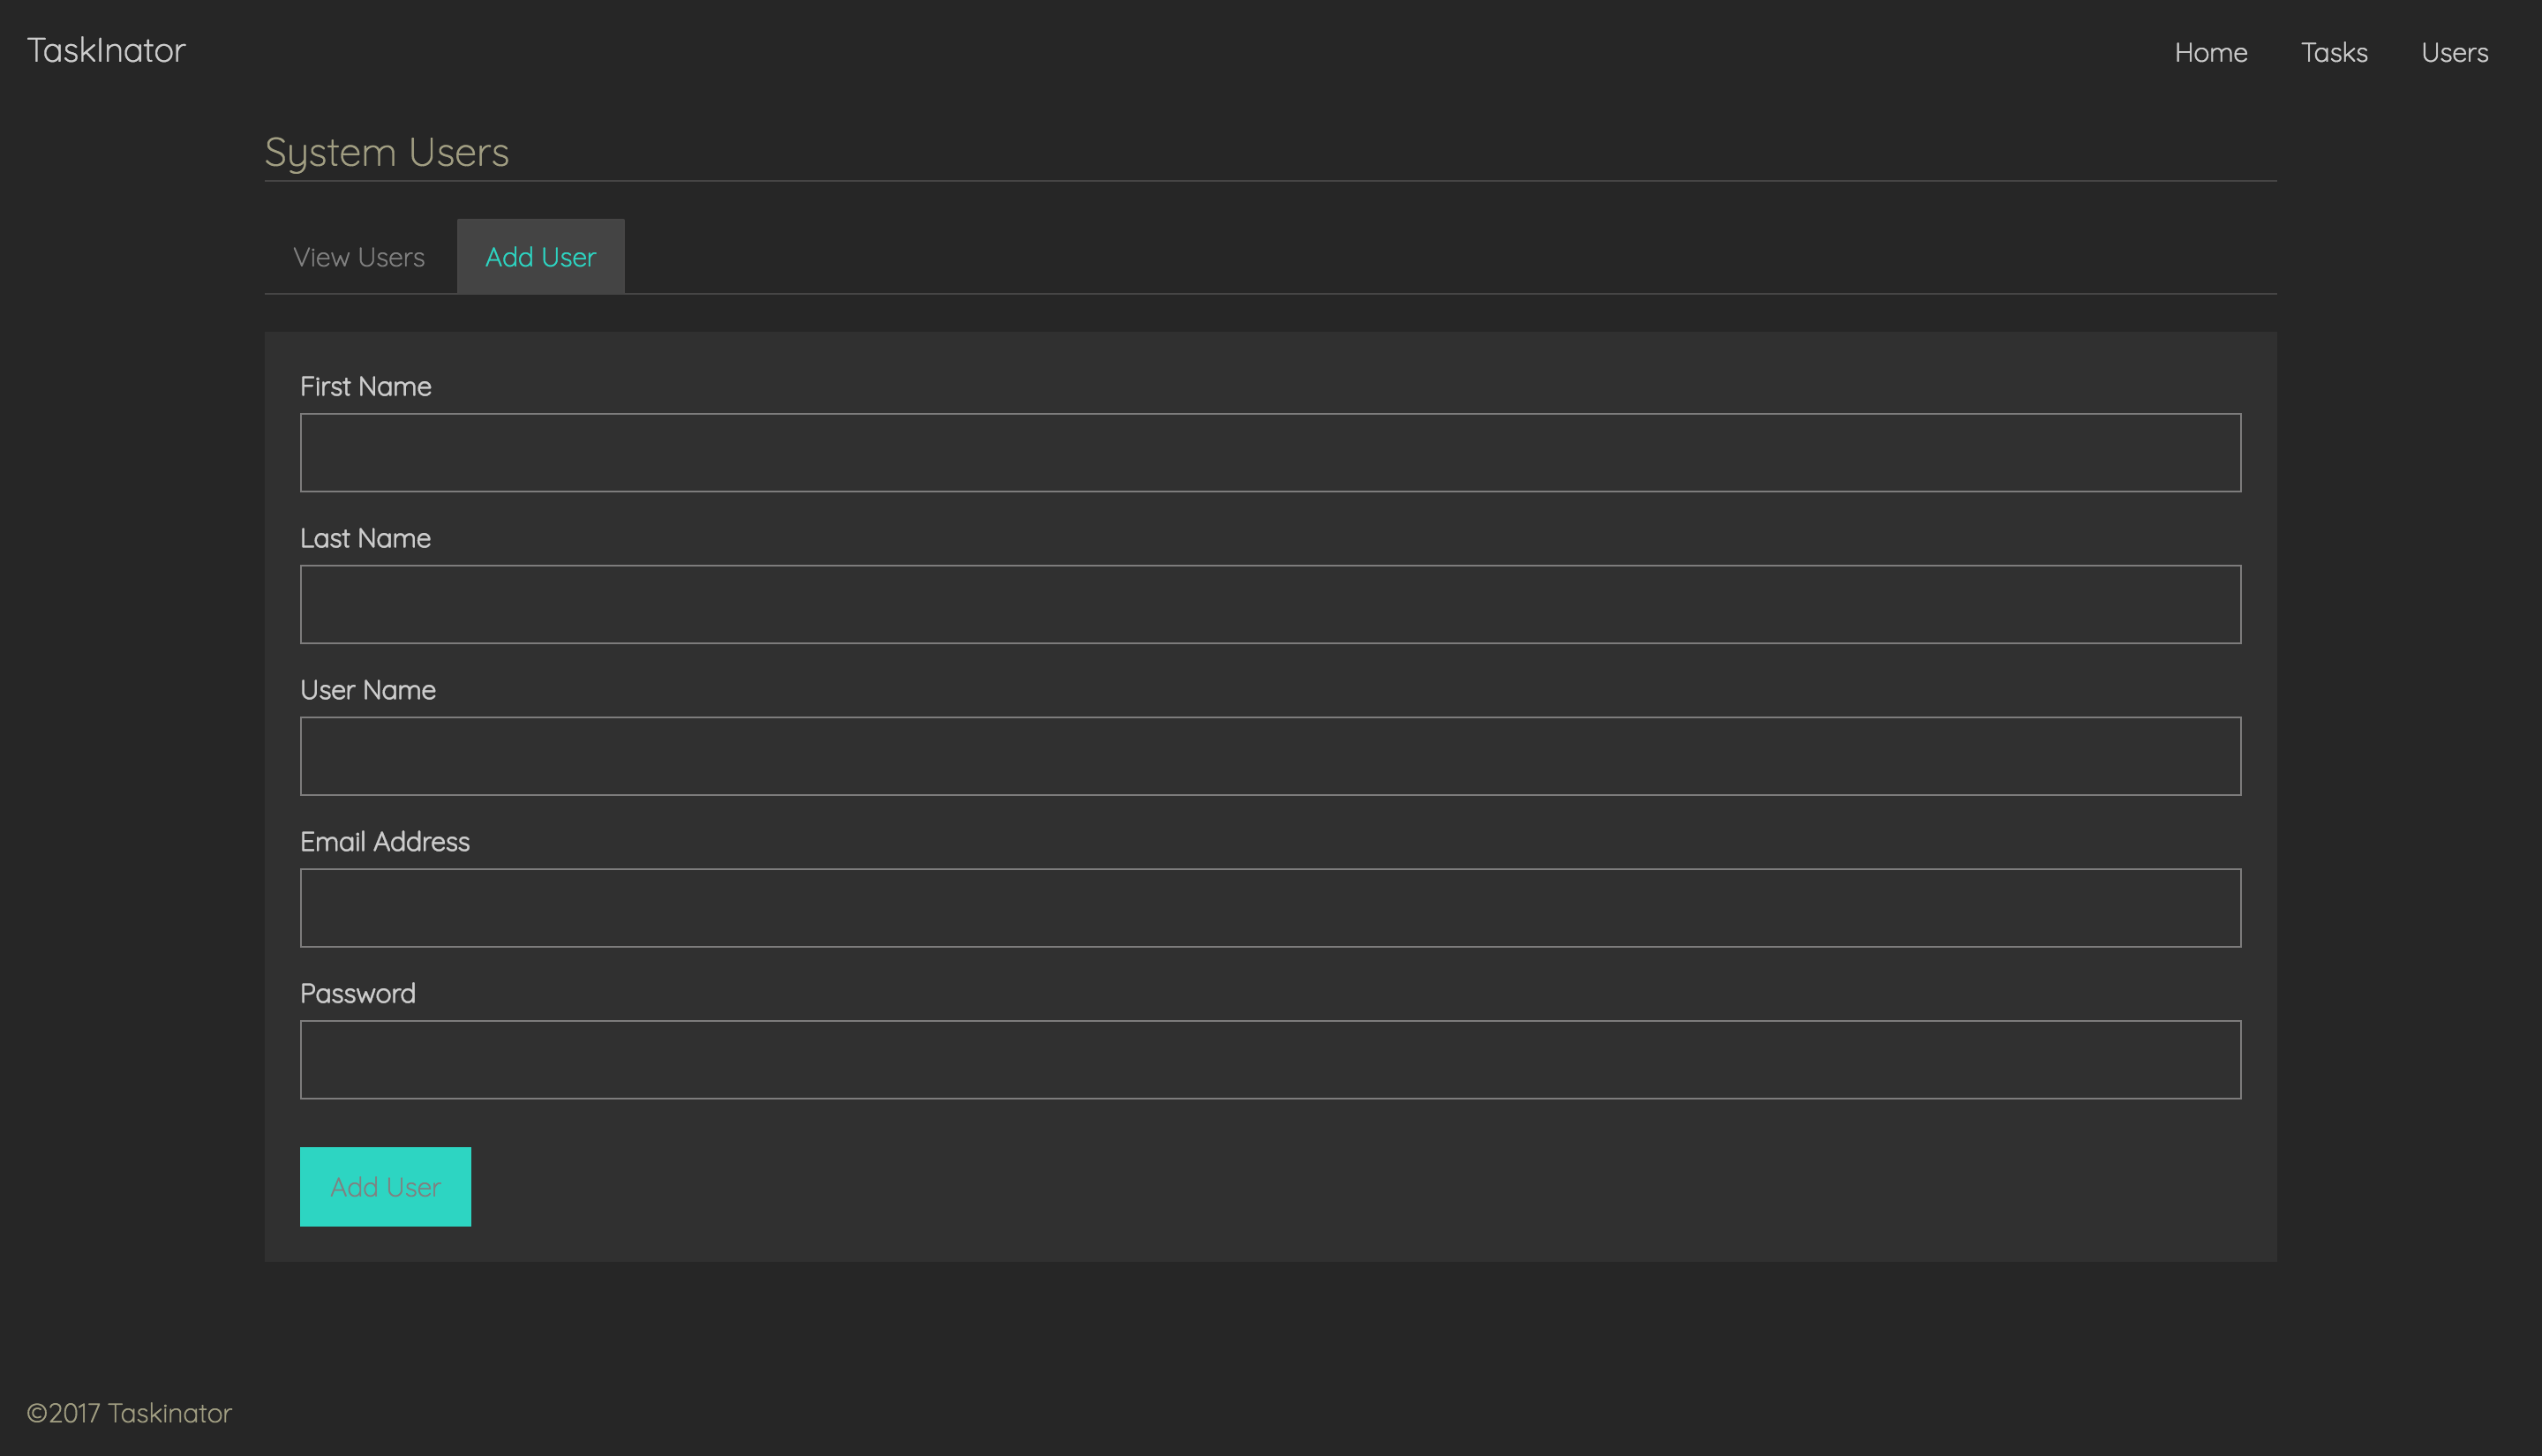 TaskInator
Home Tasks Users
System Users
View Users Add User
First Name
Last Name
User Name
Email Address
Password
Add User
©2017 Taskinator